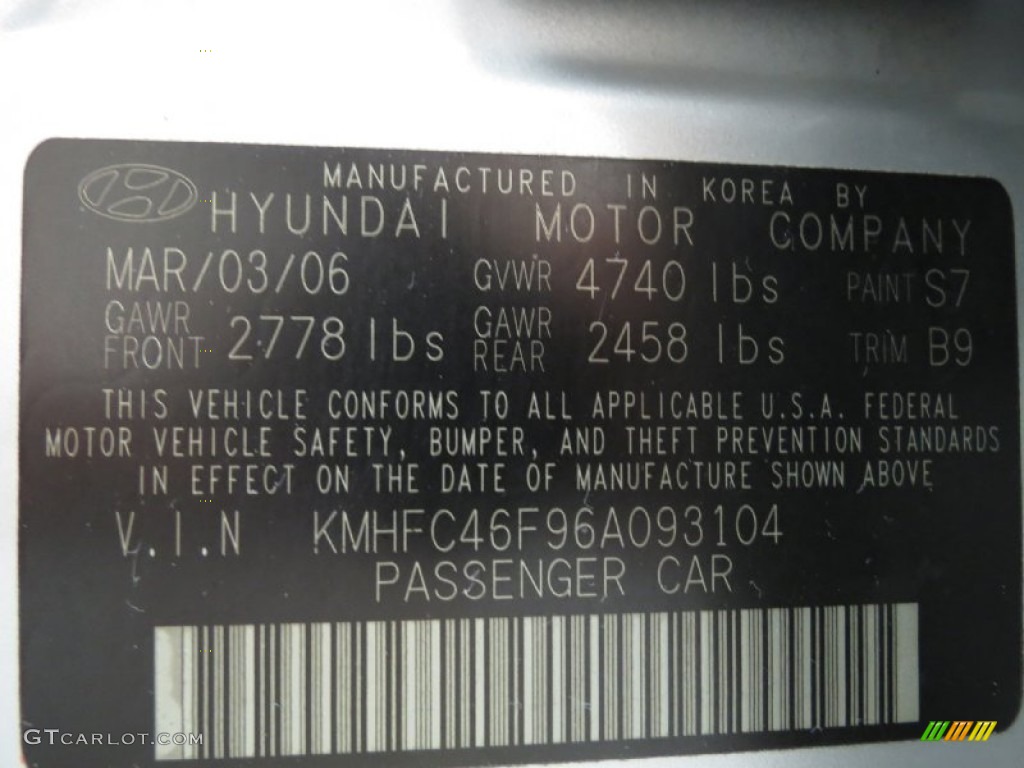 MANUFACTURED IN KOREA BY
HYUNDAI MOTOR COMPANY
MAR/03/06 GVWR 4740 lbs PAINT S7
GAWR FRONT 2778 lbs GAWR REAR 2458 lbs TRIM B9
THIS VEHICLE CONFORMS TO ALL APPLICABLE U.S.A. FEDERAL
MOTOR VEHICLE SAFETY, BUMPER, AND THEFT PREVENTION STANDARDS
IN EFFECT ON THE DATE OF MANUFACTURE SHOWN ABOVE
V.I.N KMHFC46F96A093104
PASSENGER CAR
GTCARLOT.COM